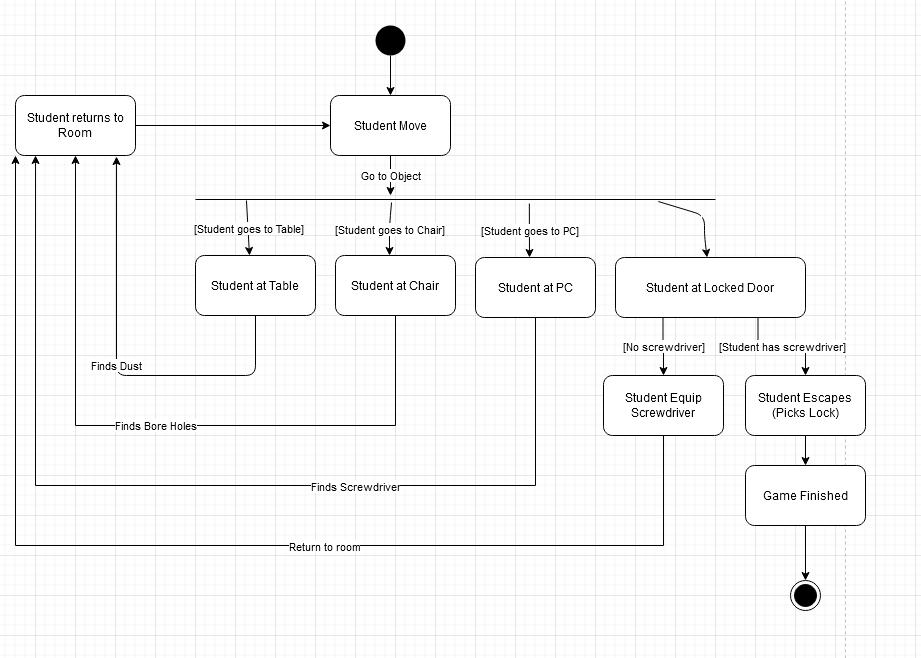 Student returns to
Room
Student Move
Go to Object
[Student goes to Table]
[Student goes to Chair]
[Student goes to PC]
Student at Table
Student at Chair
Student at PC
Student at Locked Door
[No screwdriver]
[Student has screwdriver]
Finds Dust
Student Equip
Screwdriver
Student Escapes
(Picks Lock)
Finds Bore Holes
Finds Screwdriver
Game Finished
Return to room